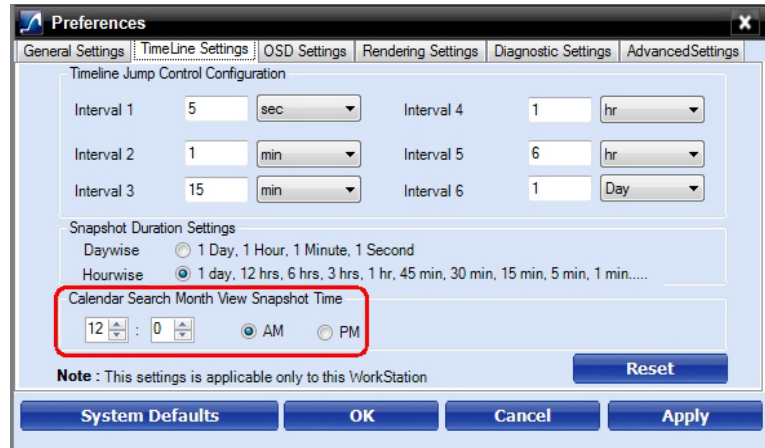 Preferences x
General Settings TimeLine Settings OSD Settings Rendering Settings Diagnostic Settings AdvancedSettings
Timeline Jump Control Configuration
Interval 1 5 sec Interval 4 1 hr
Interval 2 1 min Interval 5 6 hr
Interval 3 15 min Interval 6 1 Day
Snapshot Duration Settings
Daywise 1 Day, 1 Hour, 1 Minute, 1 Second
Hourwise 1 day, 12 hrs, 6 hrs, 3 hrs, 1 hr, 45 min, 30 min, 15 min, 5 min, 1 min.....
Calendar Search Month View Snapshot Time
12 : 0 AM PM
Note : This settings is applicable only to this WorkStation
Reset
System Defaults OK Cancel Apply